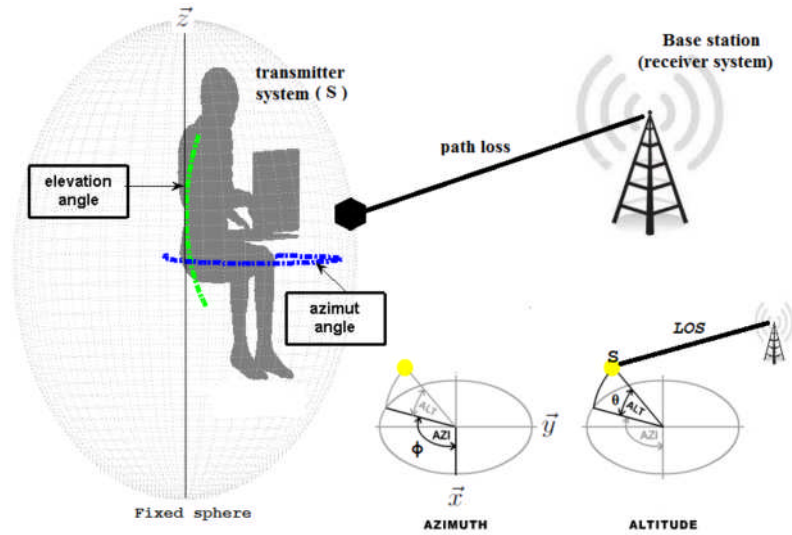 z
transmitter
system ( S )
Base station
(receiver system)
path loss
elevation
angle
azimut
angle
Fixed sphere
ALT
AZI
ϕ
y
x
AZIMUTH
S
LOS
θ
ALT
AZI
ALTITUDE